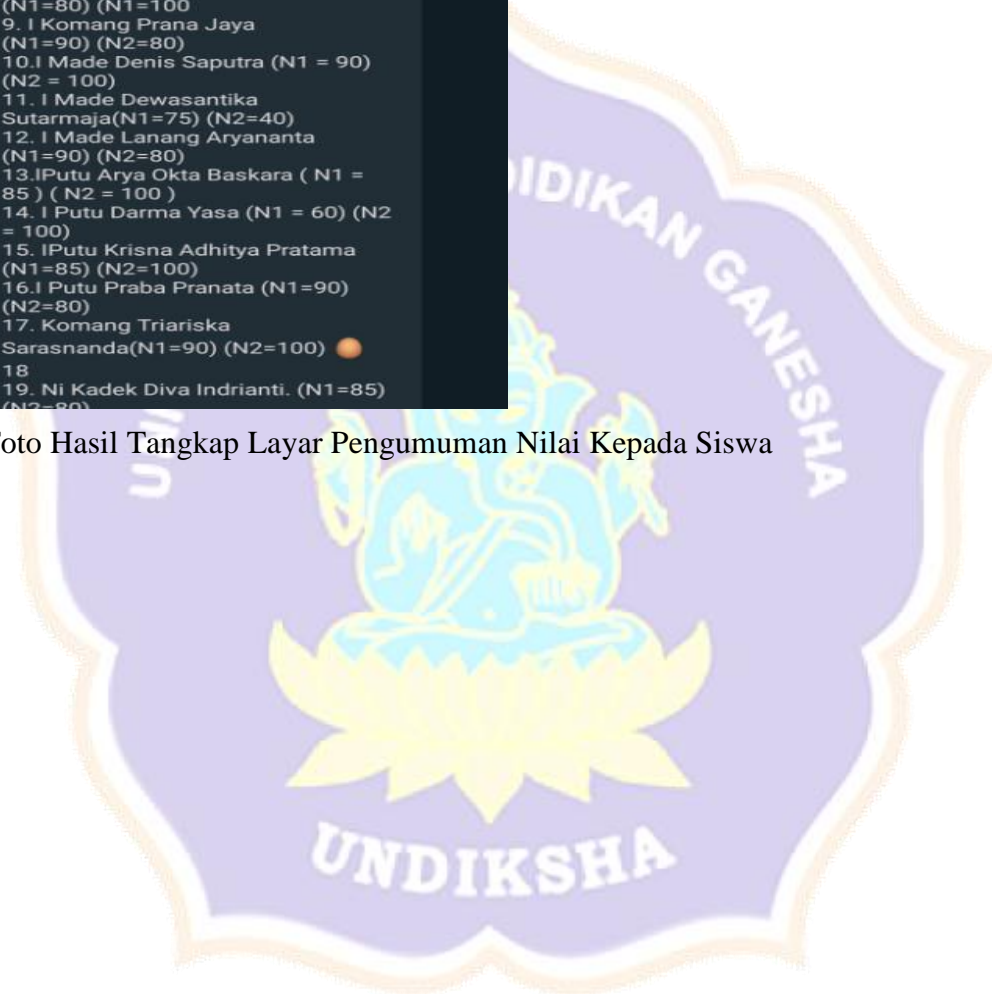 (N1=80) (N1=100
9. I Komang Prana Jaya
(N1=90) (N2=80)
10.I Made Denis Saputra (N1 = 90)
(N2 = 100)
11. I Made Dewasantika
Sutarmaja(N1=75) (N2=40)
12. I Made Lanang Aryananta
(N1=90) (N2=80)
13.IPutu Arya Okta Baskara ( N1 =
85 ) ( N2 = 100 )
14. I Putu Darma Yasa (N1 = 60) (N2
= 100)
15. IPutu Krisna Adhitya Pratama
(N1=85) (N2=100)
16.I Putu Praba Pranata (N1=90)
(N2=80)
17. Komang Triariska
Sarasnanda(N1=90) (N2=100)
18
19. Ni Kadek Diva Indrianti. (N1=85)
(N2=80)
Foto Hasil Tangkap Layar Pengumuman Nilai Kepada Siswa
GANESHA
UNDIKSHA